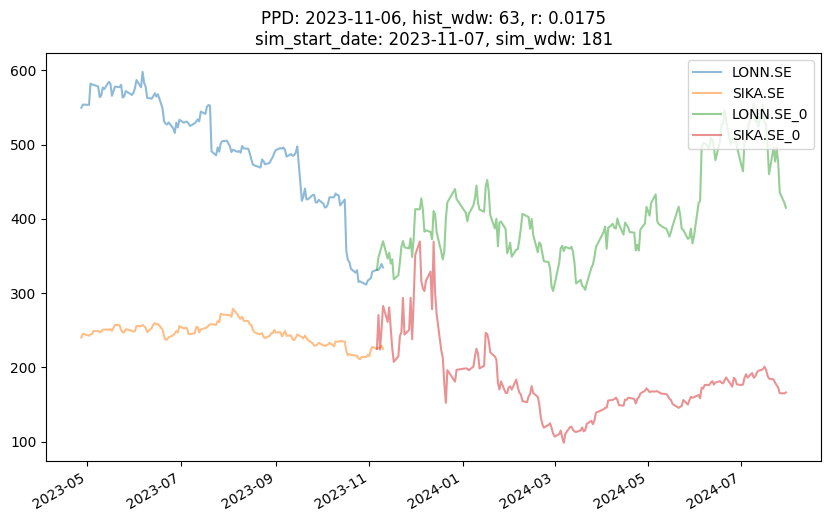 PPD: 2023-11-06, hist_wdw: 63, r: 0.0175
sim_start_date: 2023-11-07, sim_wdw: 181
LONN.SE
SIKA.SE
LONN.SE_0
SIKA.SE_0
600
500
400
300
200
100
2023-05
2023-07
2023-09
2023-11
2024-01
2024-03
2024-05
2024-07